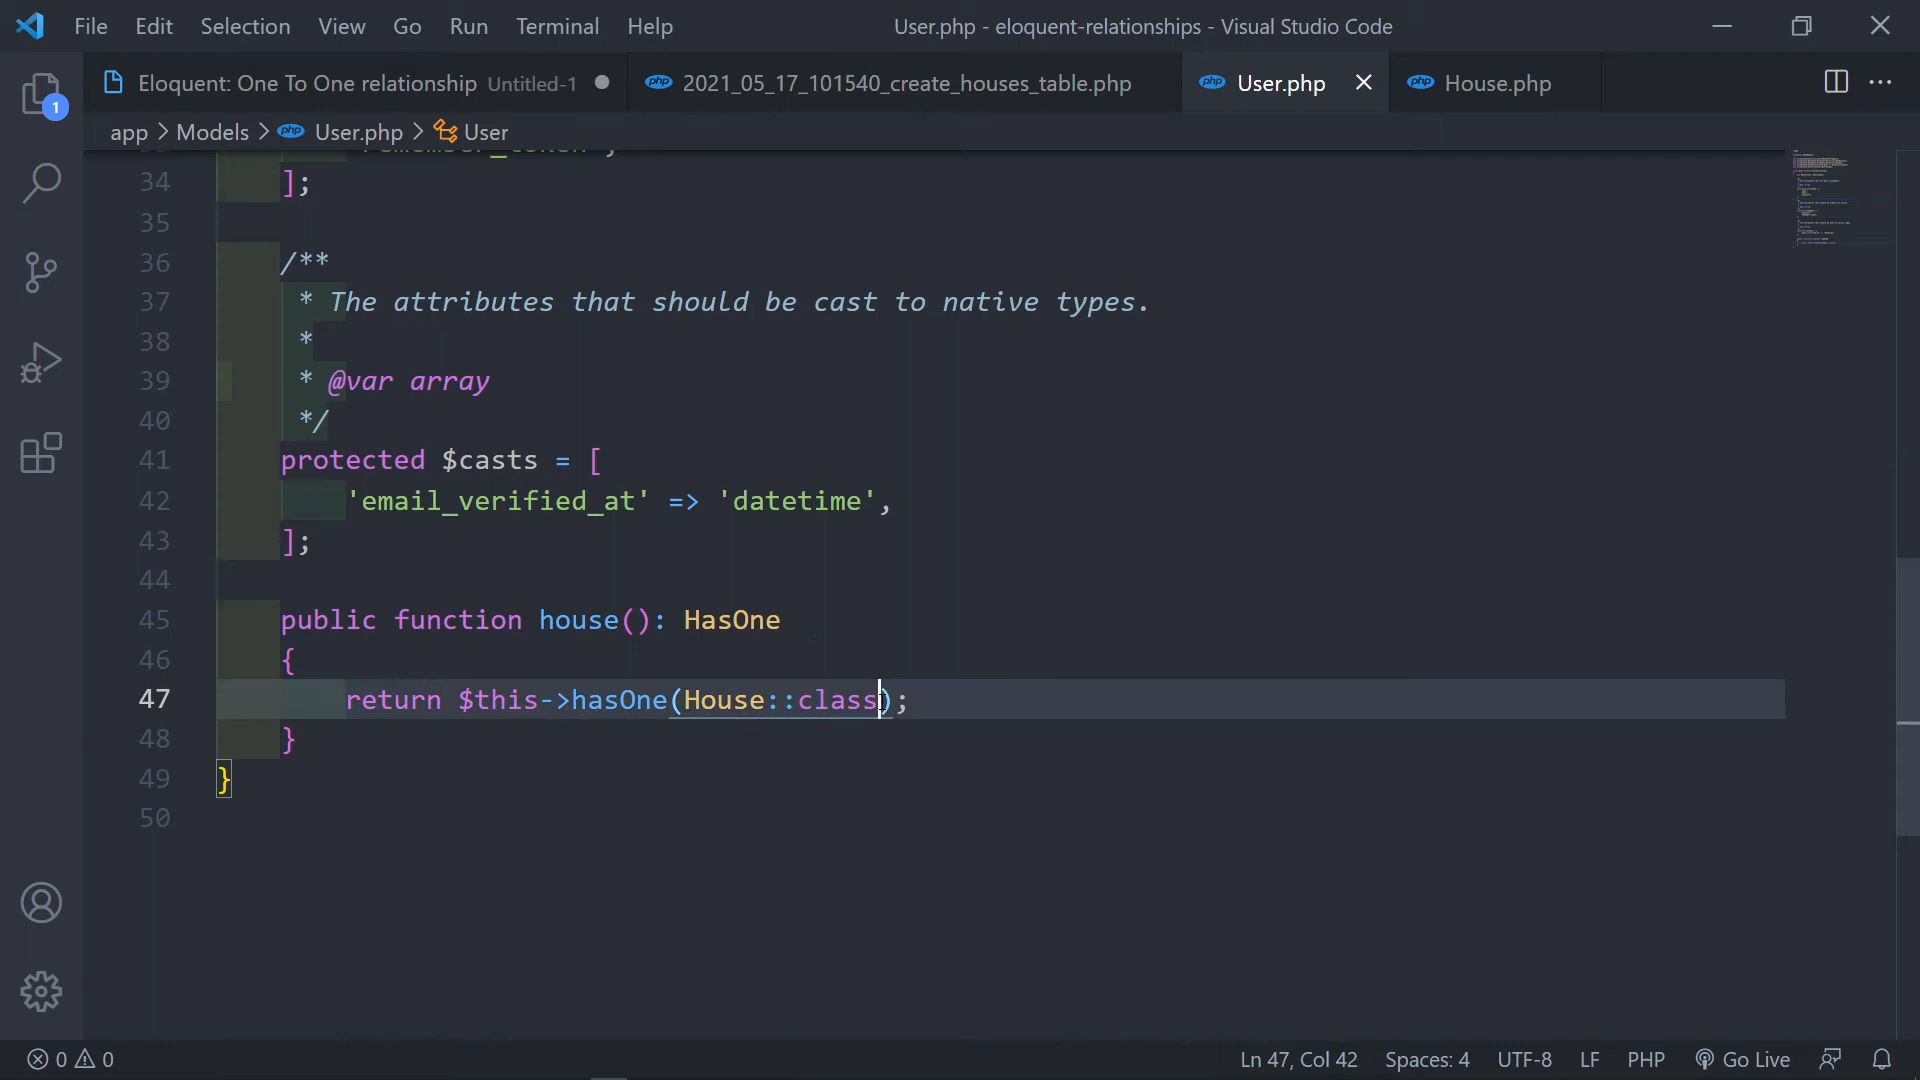 File Edit Selection View Go Run Terminal Help User.php - eloquent-relationships - Visual Studio Code
Eloquent: One To One relationship Untitled-1 2021_05_17_101540_create_houses_table.php User.php House.php
1
app > Models > User.php > User
34 ];
35
36 /**
37 * The attributes that should be cast to native types.
38 *
39 * @var array
40 */
41 protected $casts = [
42 'email_verified_at' => 'datetime',
43 ];
44
45 public function house(): HasOne
46 {
47 return $this->hasOne(House::class);
48 }
49 }
50
0 0 Ln 47, Col 42 Spaces: 4 UTF-8 LF PHP Go Live